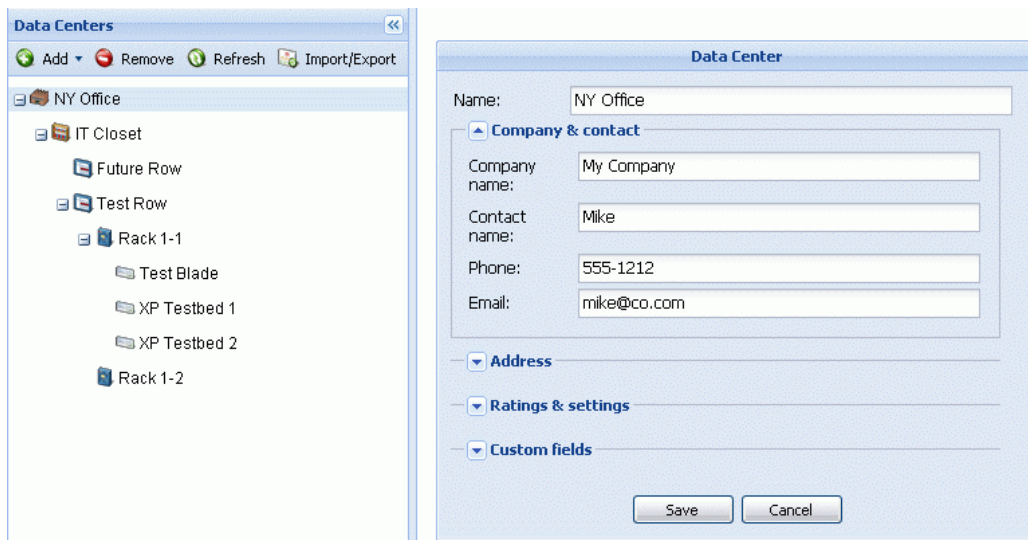 Data Centers
Add Remove Refresh Import/Export
NY Office
IT Closet
Future Row
Test Row
Rack 1-1
Test Blade
XP Testbed 1
XP Testbed 2
Rack 1-2
Data Center
Name: NY Office
Company & contact
Company
name:
My Company
Contact
name:
Mike
Phone: 555-1212
Email: mike@co.com
Address
Ratings & settings
Custom fields
Save Cancel